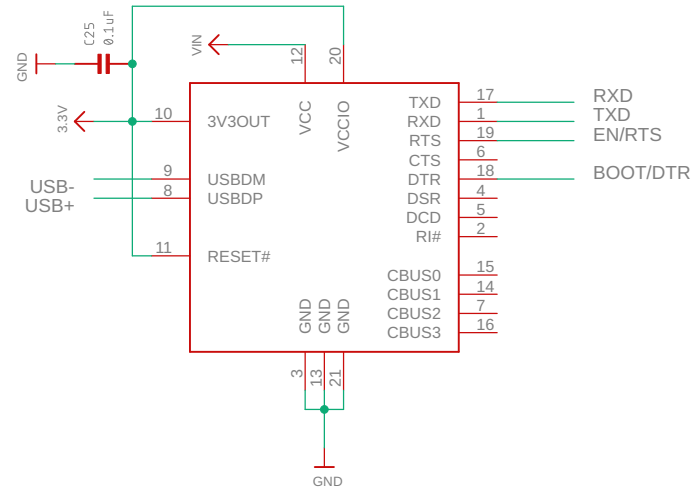 C25
0.1uF
GND
VIN
12
20
3.3V
10
3V3OUT
VCC
VCCIO
TXD
17
RXD
RXD
1
TXD
RTS
19
EN/RTS
CTS
6
9
USBDM
DTR
18
BOOT/DTR
USB-
8
USBDP
DSR
4
USB+
DCD
5
RI#
2
11
RESET#
CBUS0
15
CBUS1
14
CBUS2
7
CBUS3
16
GND
GND
GND
3
13
21
GND